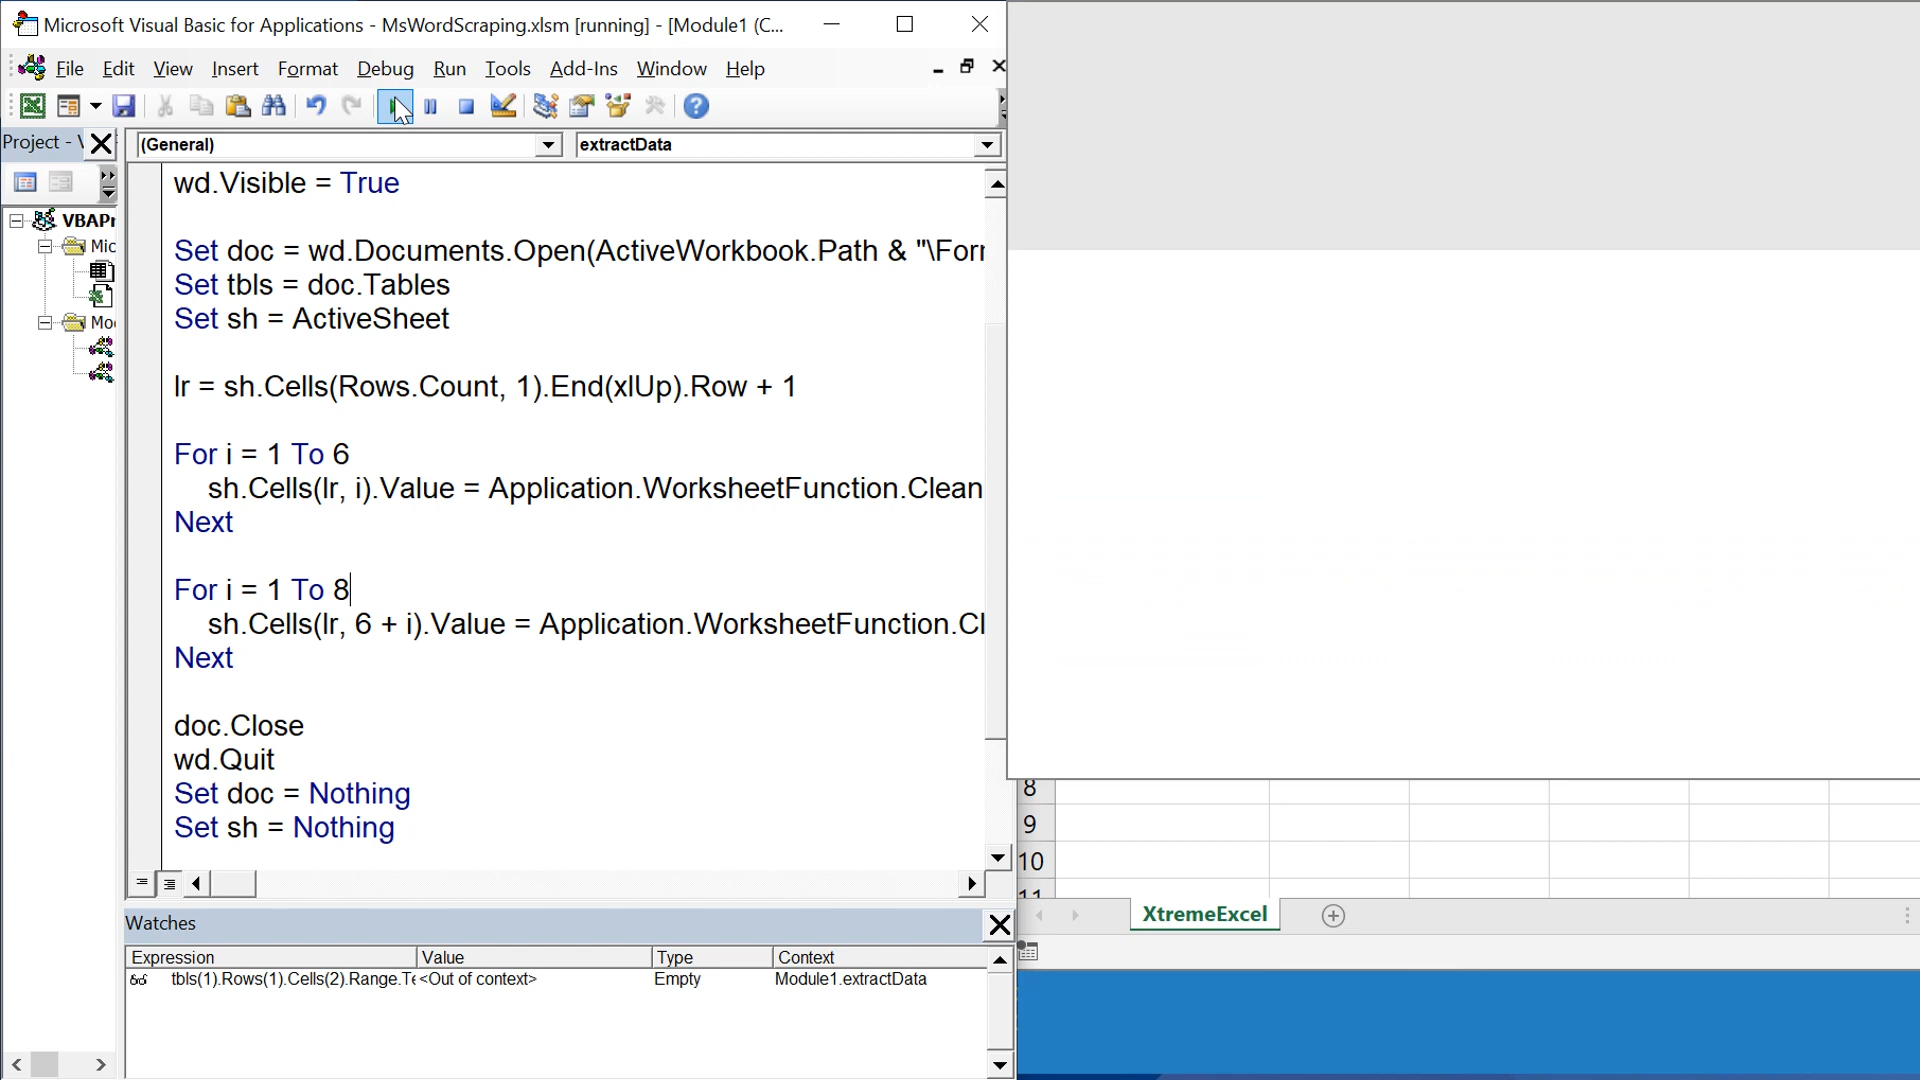 Microsoft Visual Basic for Applications - MsWordScraping.xlsm [running] - [Module1 (C...
File Edit View Insert Format Debug Run Tools Add-Ins Window Help
Project - V
(General) extractData
VBAPr
Mic
Mod
wd.Visible = True
Set doc = wd.Documents.Open(ActiveWorkbook.Path & "\Forr
Set tbls = doc.Tables
Set sh = ActiveSheet
lr = sh.Cells(Rows.Count, 1).End(xlUp).Row + 1
For i = 1 To 6
sh.Cells(lr, i).Value = Application.WorksheetFunction.Clean
Next
For i = 1 To 8
sh.Cells(lr, 6 + i).Value = Application.WorksheetFunction.Cl
Next
doc.Close
wd.Quit
Set doc = Nothing
Set sh = Nothing
Watches
Expression Value Type Context
tbls(1).Rows(1).Cells(2).Range.Te <Out of context> Empty Module1.extractData
8
9
10
11
XtremeExcel